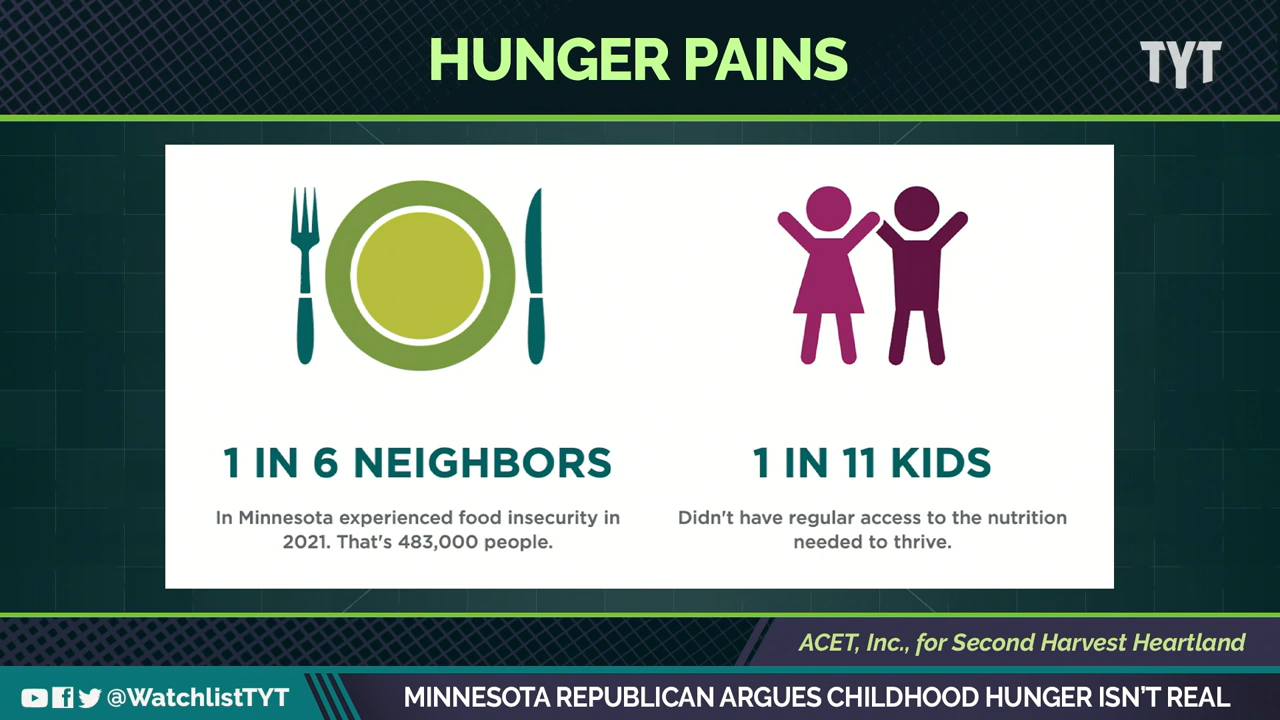 HUNGER PAINS
TYT
1 IN 6 NEIGHBORS
In Minnesota experienced food insecurity in
2021. That's 483,000 people.
1 IN 11 KIDS
Didn't have regular access to the nutrition
needed to thrive.
ACET, Inc., for Second Harvest Heartland
@WatchlistTYT
MINNESOTA REPUBLICAN ARGUES CHILDHOOD HUNGER ISN'T REAL